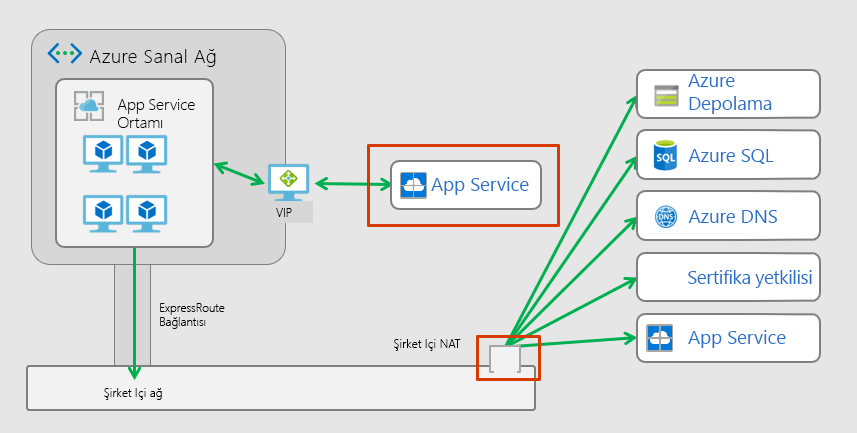 Azure Sanal Ağ
App Service
Ortamı
VIP
App Service
ExpressRoute
Bağlantısı
Şirket Içi ağ
Şirket Içi NAT
Azure
Depolama
SQL
Azure SQL
DNS
Azure DNS
Sertifika yetkilisi
App Service